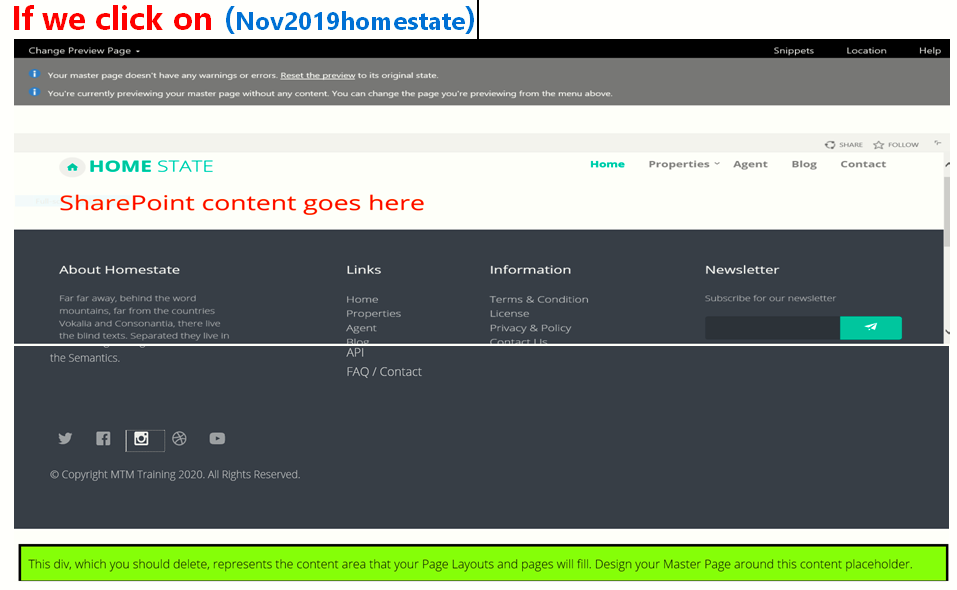 If we click on (Nov2019homestate)
Change Preview Page
Snippets Location Help
Your master page doesn't have any warnings or errors. Reset the preview to its original state.
You're currently previewing your master page without any content. You can change the page you're previewing from the menu above.
SHARE FOLLOW
HOME STATE Home Properties Agent Blog Contact
SharePoint content goes here
About Homestate
Far far away, behind the word
mountains, far from the countries
Vokalia and Consonantia, there live
the blind texts. Separated they live in
the Semantics.
Links
Home
Properties
Agent
Blog
API
FAQ / Contact
Information
Terms & Condition
License
Privacy & Policy
Contact Us
Newsletter
Subscribe for our newsletter
© Copyright MTM Training 2020. All Rights Reserved.
This div, which you should delete, represents the content area that your Page Layouts and pages will fill. Design your Master Page around this content placeholder.